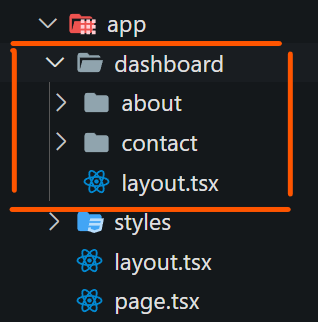 app
dashboard
about
contact
layout.tsx
styles
layout.tsx
page.tsx